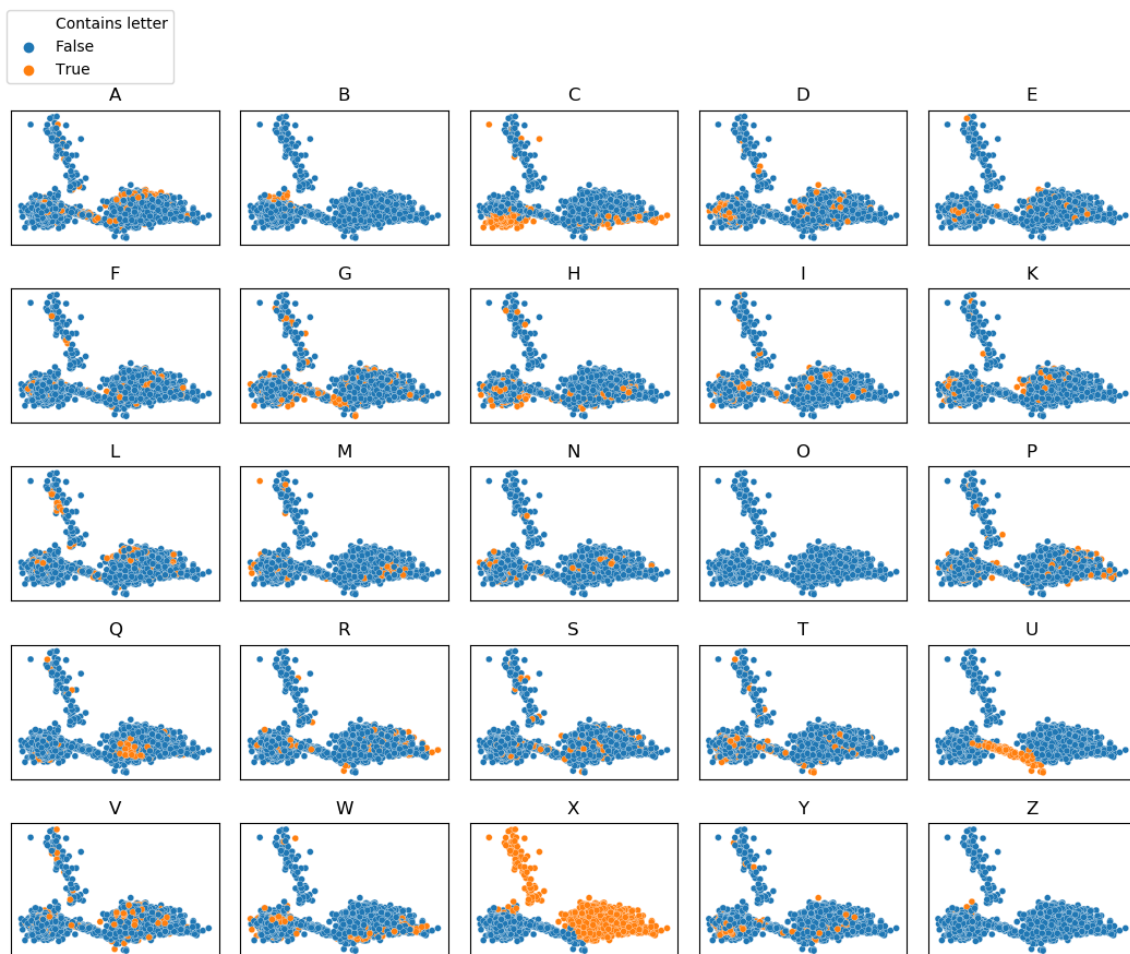 Contains letter
False
True
A B C D E
F G H I K
L M N O P
Q R S T U
V W X Y Z